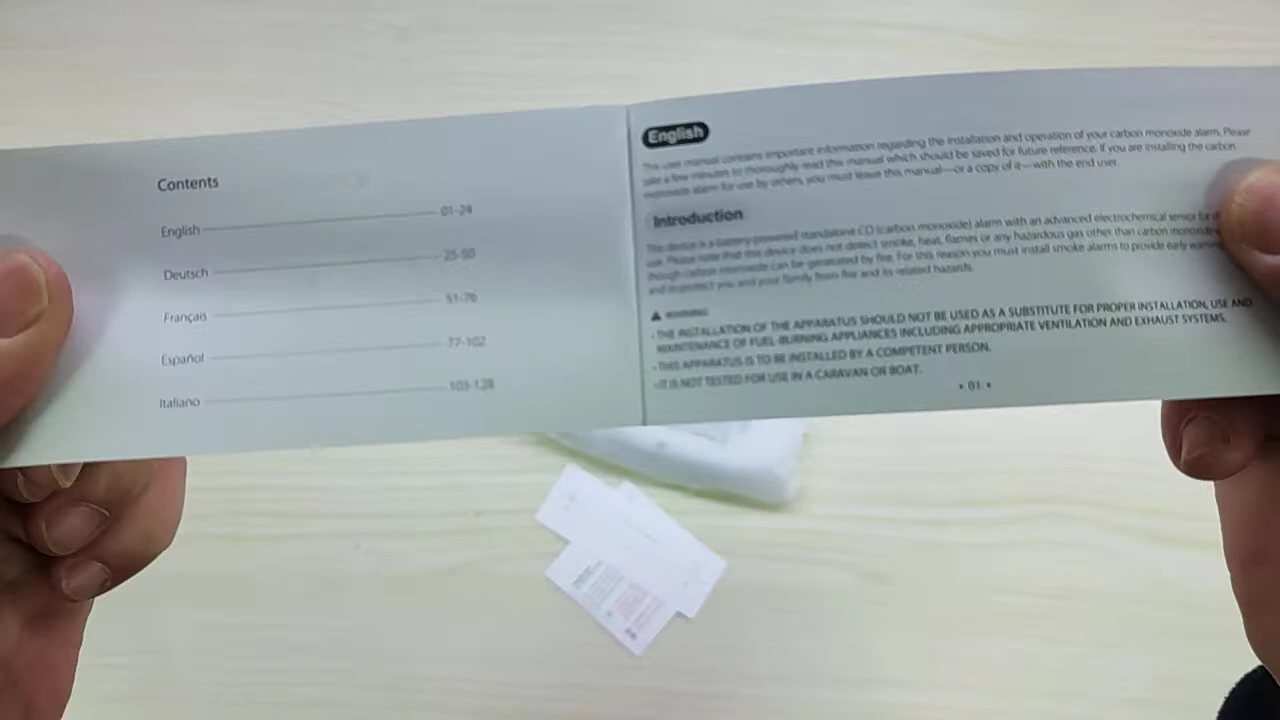 Contents
English 01-24
Deutsch 25-50
Français 51-76
Español 77-102
Italiano 103-128
English
The user manual contains important information regarding the installation and operation of your carbon monoxide alarm. Please
take a few minutes to thoroughly read this manual which should be saved for future reference. If you are installing the carbon
monoxide alarm for use by others, you must leave this manual—or a copy of it—with the end user.
Introduction
This device is a battery-powered standalone CO (carbon monoxide) alarm with an advanced electrochemical sensor for
use. Please note that this device does not detect smoke, heat, flames or any hazardous gas other than carbon monoxide
though carbon monoxide can be generated by fire. For this reason you must install smoke alarms to provide early
and to protect you and your family from fire and its related hazards.
WARNING
• THE INSTALLATION OF THE APPARATUS SHOULD NOT BE USED AS A SUBSTITUTE FOR PROPER INSTALLATION, USE AND
MAINTENANCE OF FUEL-BURNING APPLIANCES INCLUDING APPROPRIATE VENTILATION AND EXHAUST SYSTEMS.
• THIS APPARATUS IS TO BE INSTALLED BY A COMPETENT PERSON.
• IT IS NOT TESTED FOR USE IN A CARAVAN OR BOAT.
• 01 •